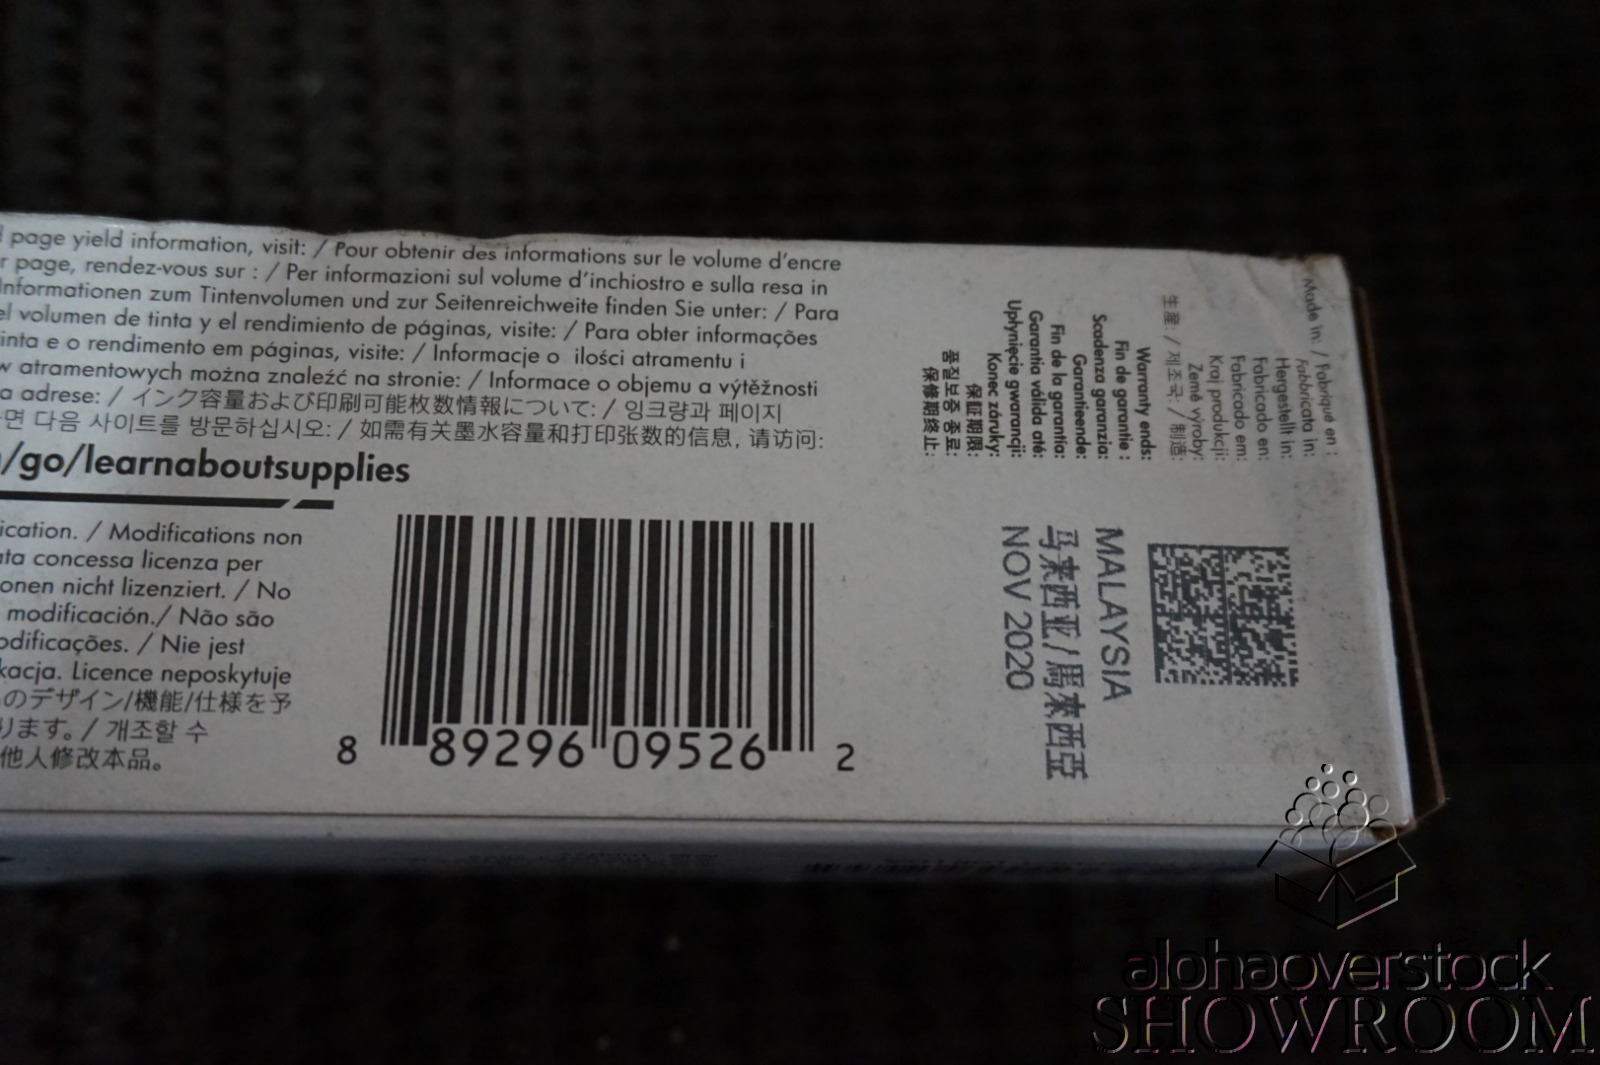 page yield information, visit: / Pour obtenir des informations sur le volume d'encre
r page, rendez-vous sur : / Per informazioni sul volume d'inchiostro e sulla resa in
Informationen zum Tintenvolumen und zur Seitenreichweite finden Sie unter: / Para
el volumen de tinta y el rendimiento de páginas, visite: / Para obter informações
inta e o rendimento em páginas, visite: / Informacje o ilości atramentu i
w atramentowych można znaleźć na stronie: / Informace o objemu a výtěžnosti
a adrese: / インク容量および印刷可能枚数情報について: / 잉크량과 페이지
면 다음 사이트를 방문하십시오: / 如需有关墨水容量和打印张数的信息, 请访问:
/go/learnaboutsupplies
ication. / Modifications non
ata concessa licenza per
onen nicht lizenziert. / No
modificación./ Não são
odificações. / Nie jest
kacja. Licence neposkytuje
のデザイン/機能/仕様を予
ります。/ 개조할 수
他人修改本品。
8 89296 09526 2
Made in: / Fabriqué en :
Fabbricata in:
Hergestellt in:
Fabricado en:
Fabricado em:
Kraj produkcji:
Země výroby:
生産: / 제조국: / 制造:
Warranty ends:
Fin de garantie :
Scadenza garanzia:
Garantieende:
Fin de la garantía:
Garantia válida até:
Upłynięcie gwarancji:
Konec záruky:
保証期限:
품질보증 종료:
保修期终止:
MALAYSIA
马来西亚/馬來西亞
NOV 2020
alohaoverstock
SHOWROOM